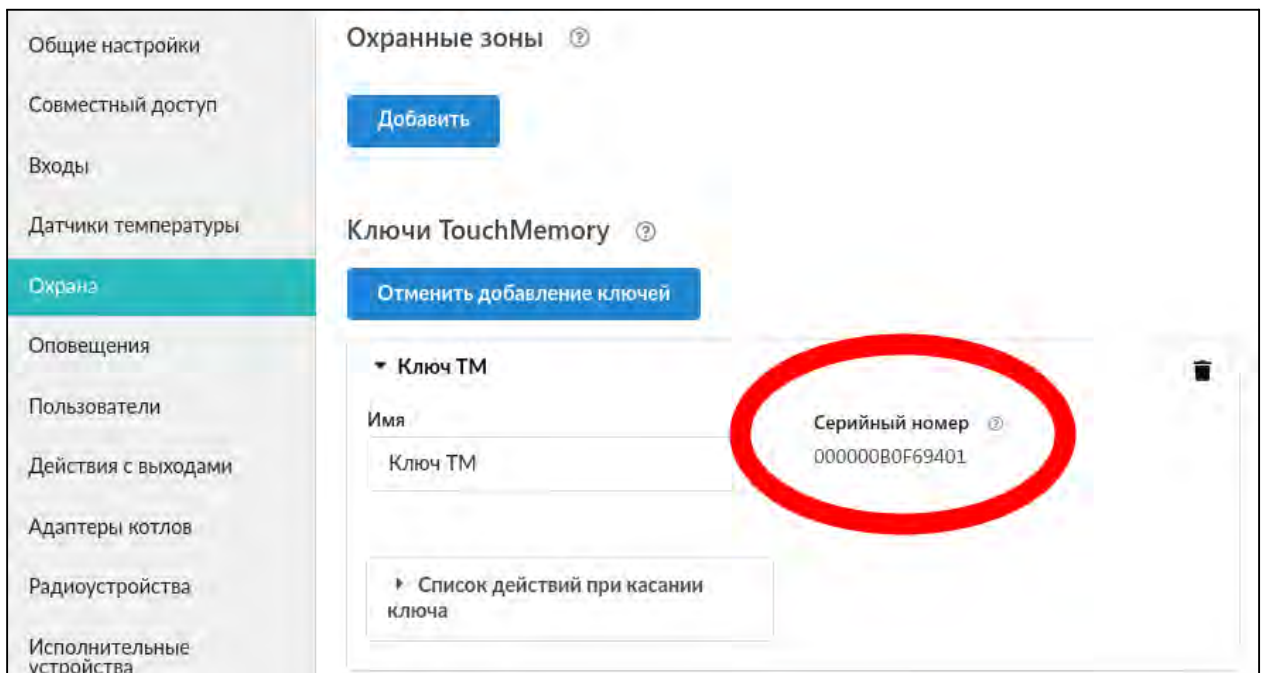 Общие настройки
Совместный доступ
Входы
Датчики температуры
Охрана
Оповещения
Пользователи
Действия с выходами
Адаптеры котлов
Радиоустройства
Исполнительные
устройства
Охранные зоны
Добавить
Ключи TouchMemory
Отменить добавление ключей
Ключ ТМ
Имя
Ключ ТМ
Серийный номер
000000B0F69401
Список действий при касании
ключа